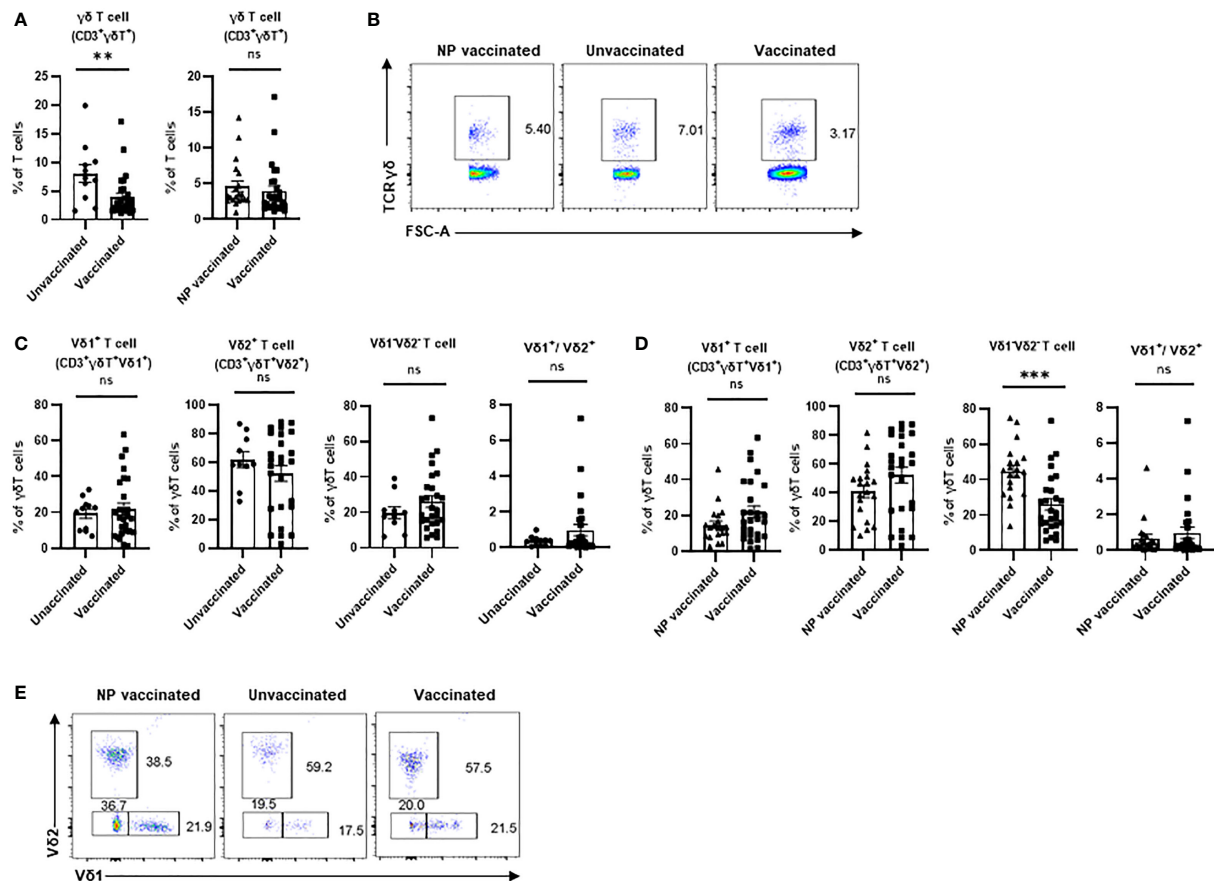 A
γδ T cell
(CD3⁺γδT⁺)
**
% of T cells
25
20
15
10
5
0
Unvaccinated
Vaccinated
γδ T cell
(CD3⁺γδT⁺)
ns
% of T cells
25
20
15
10
5
0
NP vaccinated
Vaccinated
B
NP vaccinated
Unvaccinated
Vaccinated
5.40
7.01
3.17
TCR γδ
FSC-A
C
Vδ1⁺ T cell
(CD3⁺γδT⁺Vδ1⁺)
ns
% of γδT cells
80
60
40
20
0
Unvaccinated
Vaccinated
Vδ2⁺ T cell
(CD3⁺γδT⁺Vδ2⁺)
ns
% of γδT cells
100
80
60
40
20
0
Unvaccinated
Vaccinated
Vδ1⁻Vδ2⁻ T cell
ns
% of γδT cells
80
60
40
20
0
Unvaccinated
Vaccinated
Vδ1⁺/ Vδ2⁺
ns
% of γδT cells
8
6
4
2
0
Unvaccinated
Vaccinated
D
Vδ1⁺ T cell
(CD3⁺γδT⁺Vδ1⁺)
ns
% of γδT cells
80
60
40
20
0
NP vaccinated
Vaccinated
Vδ2⁺ T cell
(CD3⁺γδT⁺Vδ2⁺)
ns
% of γδT cells
100
80
60
40
20
0
NP vaccinated
Vaccinated
Vδ1⁻Vδ2⁻ T cell
***
% of γδT cells
80
60
40
20
0
NP vaccinated
Vaccinated
Vδ1⁺/ Vδ2⁺
ns
% of γδT cells
8
6
4
2
0
NP vaccinated
Vaccinated
E
NP vaccinated
Unvaccinated
Vaccinated
38.5
36.7
21.9
59.2
19.5
17.5
57.5
20.0
21.5
Vδ2
Vδ1